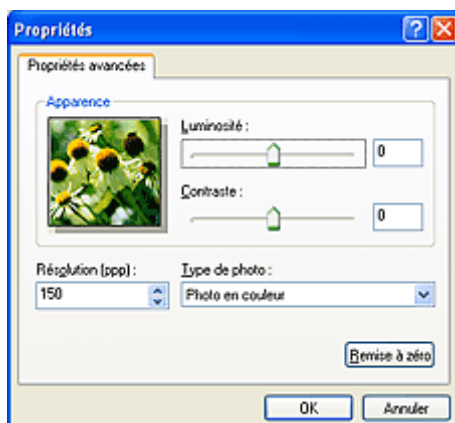 Propriétés
Propriétés avancées
Apparence
Luminosité :
0
Contraste :
0
Résolution (ppp) :
Type de photo :
150
Photo en couleur
Remise à zéro
OK
Annuler